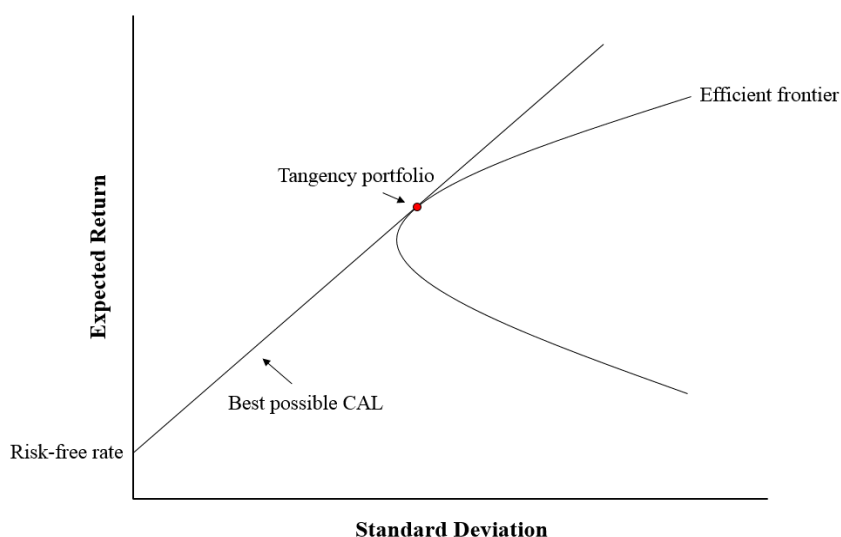 Efficient frontier
Tangency portfolio
Expected Return
Best possible CAL
Risk-free rate
Standard Deviation